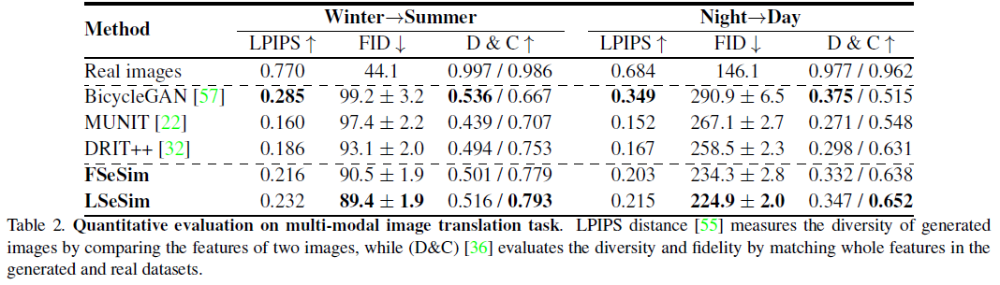 Method Winter→Summer Night→Day
LPIPS ↑ FID ↓ D & C ↑ LPIPS ↑ FID ↓ D & C ↑
Real images 0.770 44.1 0.997 / 0.986 0.684 146.1 0.977 / 0.962
BicycleGAN [57] 0.285 99.2 ± 3.2 0.536 / 0.667 0.349 290.9 ± 6.5 0.375 / 0.515
MUNIT [22] 0.160 97.4 ± 2.2 0.439 / 0.707 0.152 267.1 ± 2.7 0.271 / 0.548
DRIT++ [32] 0.186 93.1 ± 2.0 0.494 / 0.753 0.167 258.5 ± 2.3 0.298 / 0.631
FSeSim 0.216 90.5 ± 1.9 0.501 / 0.779 0.203 234.3 ± 2.8 0.332 / 0.638
LSeSim 0.232 89.4 ± 1.9 0.516 / 0.793 0.215 224.9 ± 2.0 0.347 / 0.652
Table 2. Quantitative evaluation on multi-modal image translation task. LPIPS distance [55] measures the diversity of generated
images by comparing the features of two images, while (D&C) [36] evaluates the diversity and fidelity by matching whole features in the
generated and real datasets.